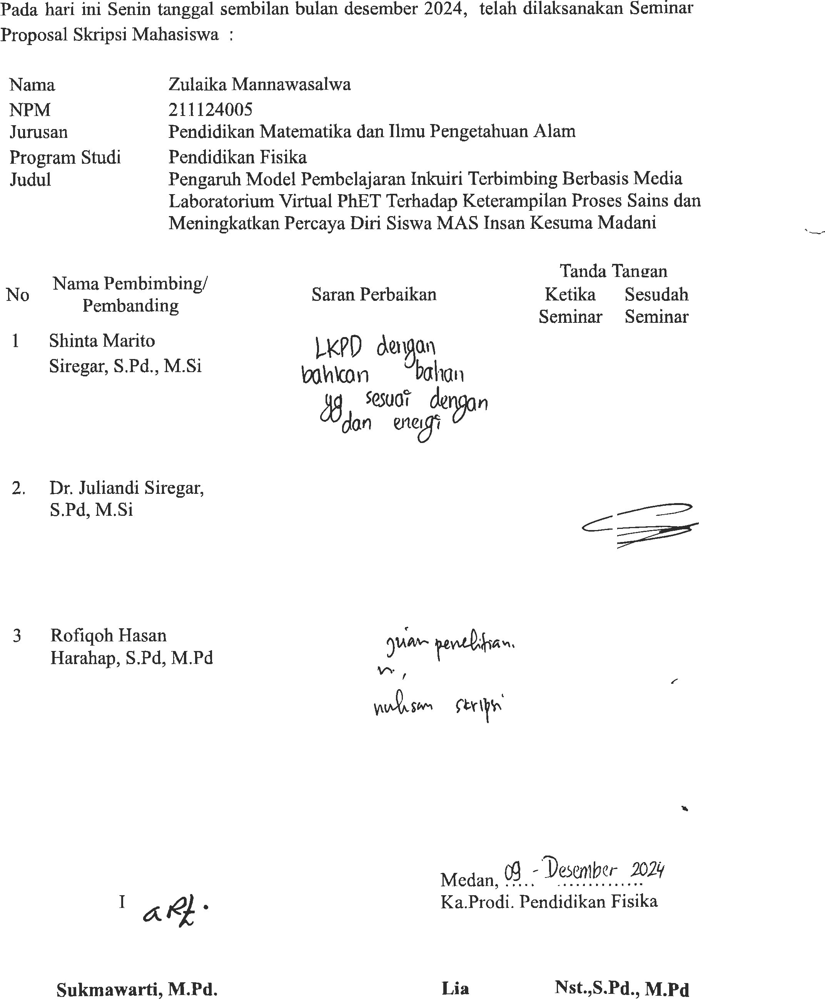 Pada hari ini Senin tanggal sembilan bulan desember 2024, telah dilaksanakan Seminar
Proposal Skripsi Mahasiswa :
Nama Zulaika Mannawasalwa
NPM 211124005
Jurusan Pendidikan Matematika dan Ilmu Pengetahuan Alam
Program Studi Pendidikan Fisika
Judul Pengaruh Model Pembelajaran Inkuiri Terbimbing Berbasis Media
Laboratorium Virtual PhET Terhadap Keterampilan Proses Sains dan
Meningkatkan Percaya Diri Siswa MAS Insan Kesuma Madani
No Nama Pembimbing/
Pembanding
Saran Perbaikan
Tanda Tangan
Ketika Seminar
Sesudah Seminar
1 Shinta Marito
Siregar, S.Pd., M.Si
LKPD dengan
bahkan bahan
yg sesuai dengan
dan energi
2. Dr. Juliandi Siregar,
S.Pd, M.Si
3 Rofiqoh Hasan
Harahap, S.Pd, M.Pd
penelitian.
skripsi
Medan, 09 - Desember 2024
Ka.Prodi. Pendidikan Fisika
I
Sukmawarti, M.Pd.
Lia Nst.,S.Pd., M.Pd